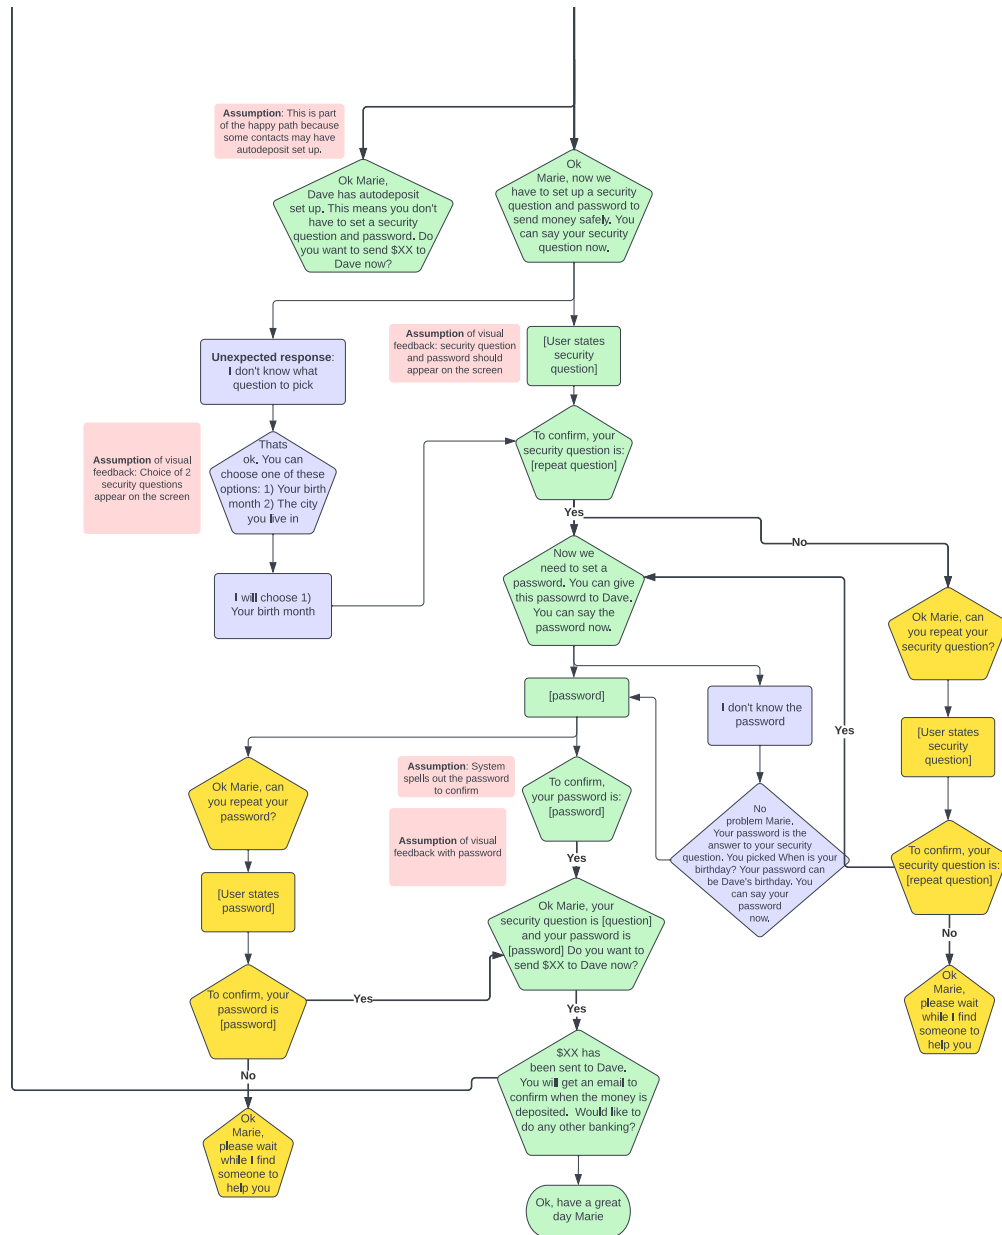 Assumption: This is part
of the happy path because
some contacts may have
autodeposit set up.
Ok Marie,
Dave has autodeposit
set up. This means you don't
have to set a security
question and password. Do
you want to send $XX to
Dave now?
Ok
Marie, now we
have to set up a security
question and password to
send money safely. You
can say your security
question now.
Unexpected response:
I don't know what
question to pick
Assumption of visual
feedback: security question
and password should
appear on the screen
[User states
security
question]
Assumption of visual
feedback: Choice of 2
security questions
appear on the screen
Thats
ok. You can
choose one of these
options: 1) Your birth
month 2) The city
you live in
To confirm, your
security question is:
[repeat question]
Yes
No
I will choose 1)
Your birth month
Now we
need to set a
password. You can give
this passowrd to Dave.
You can say the
password now.
Ok Marie, can
you repeat your
security question?
[password]
I don't know the
password
Yes
[User states
security
question]
Ok Marie, can
you repeat your
password?
Assumption: System
spells out the password
to confirm
To confirm,
your password is:
[password]
Assumption of visual
feedback with password
Yes
No
problem Marie.
Your password is the
answer to your security
question. You picked When is your
birthday? Your password can
be Dave's birthday. You
can say your
password
now.
To confirm, your
security question is:
[repeat question]
[User states
password]
Ok Marie, your
security question is [question]
and your password is
[password] Do you want to
send $XX to Dave now?
No
To confirm, your
password is
[password]
Yes
Yes
Ok
Marie,
please wait
while I find
someone to
help you
No
$XX has
been sent to Dave.
You will get an email to
confirm when the money is
deposited. Would like to
do any other banking?
Ok
Marie,
please wait
while I find
someone to
help you
Ok, have a great
day Marie